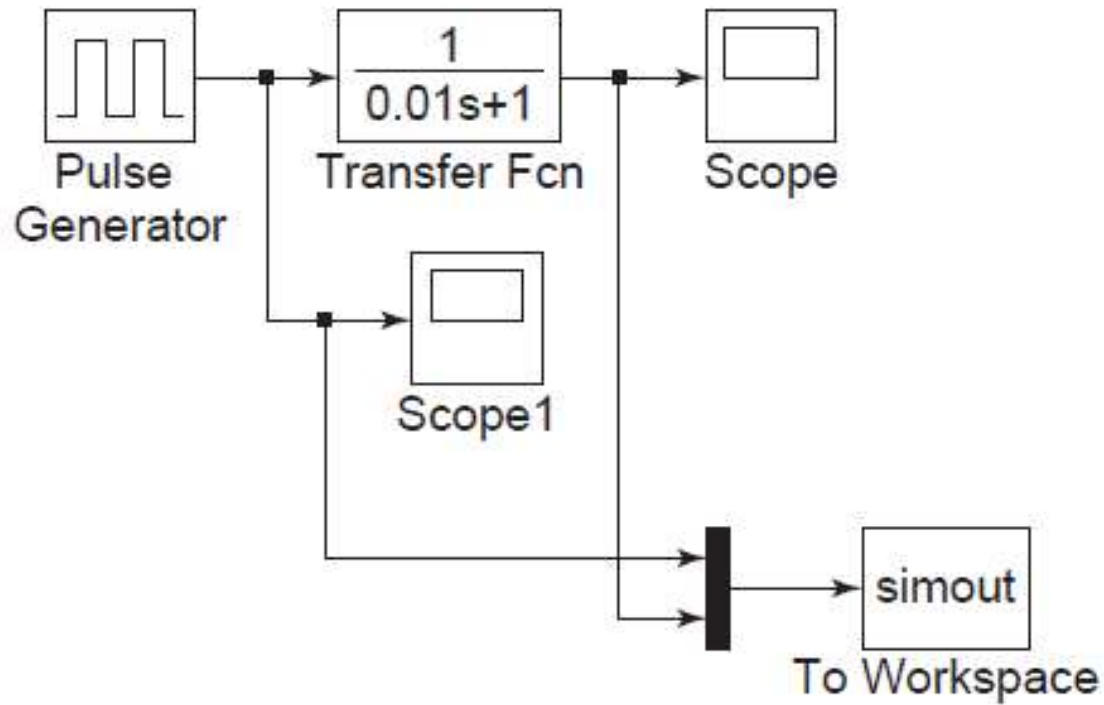 1
0.01s+1
Pulse
Generator
Transfer Fcn
Scope
Scope1
simout
To Workspace